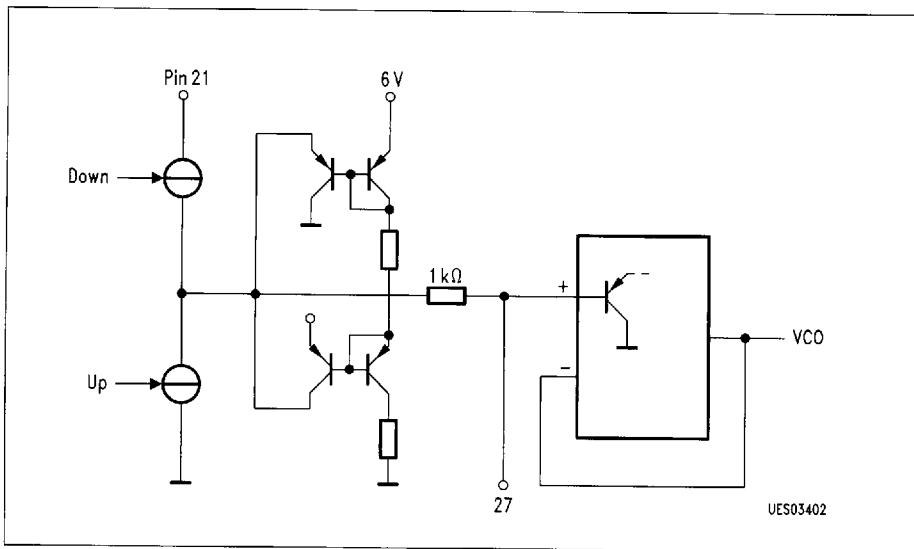 Pin 21
6 V
Down
1 kΩ
+
VCO
Up
−
27
UES03402